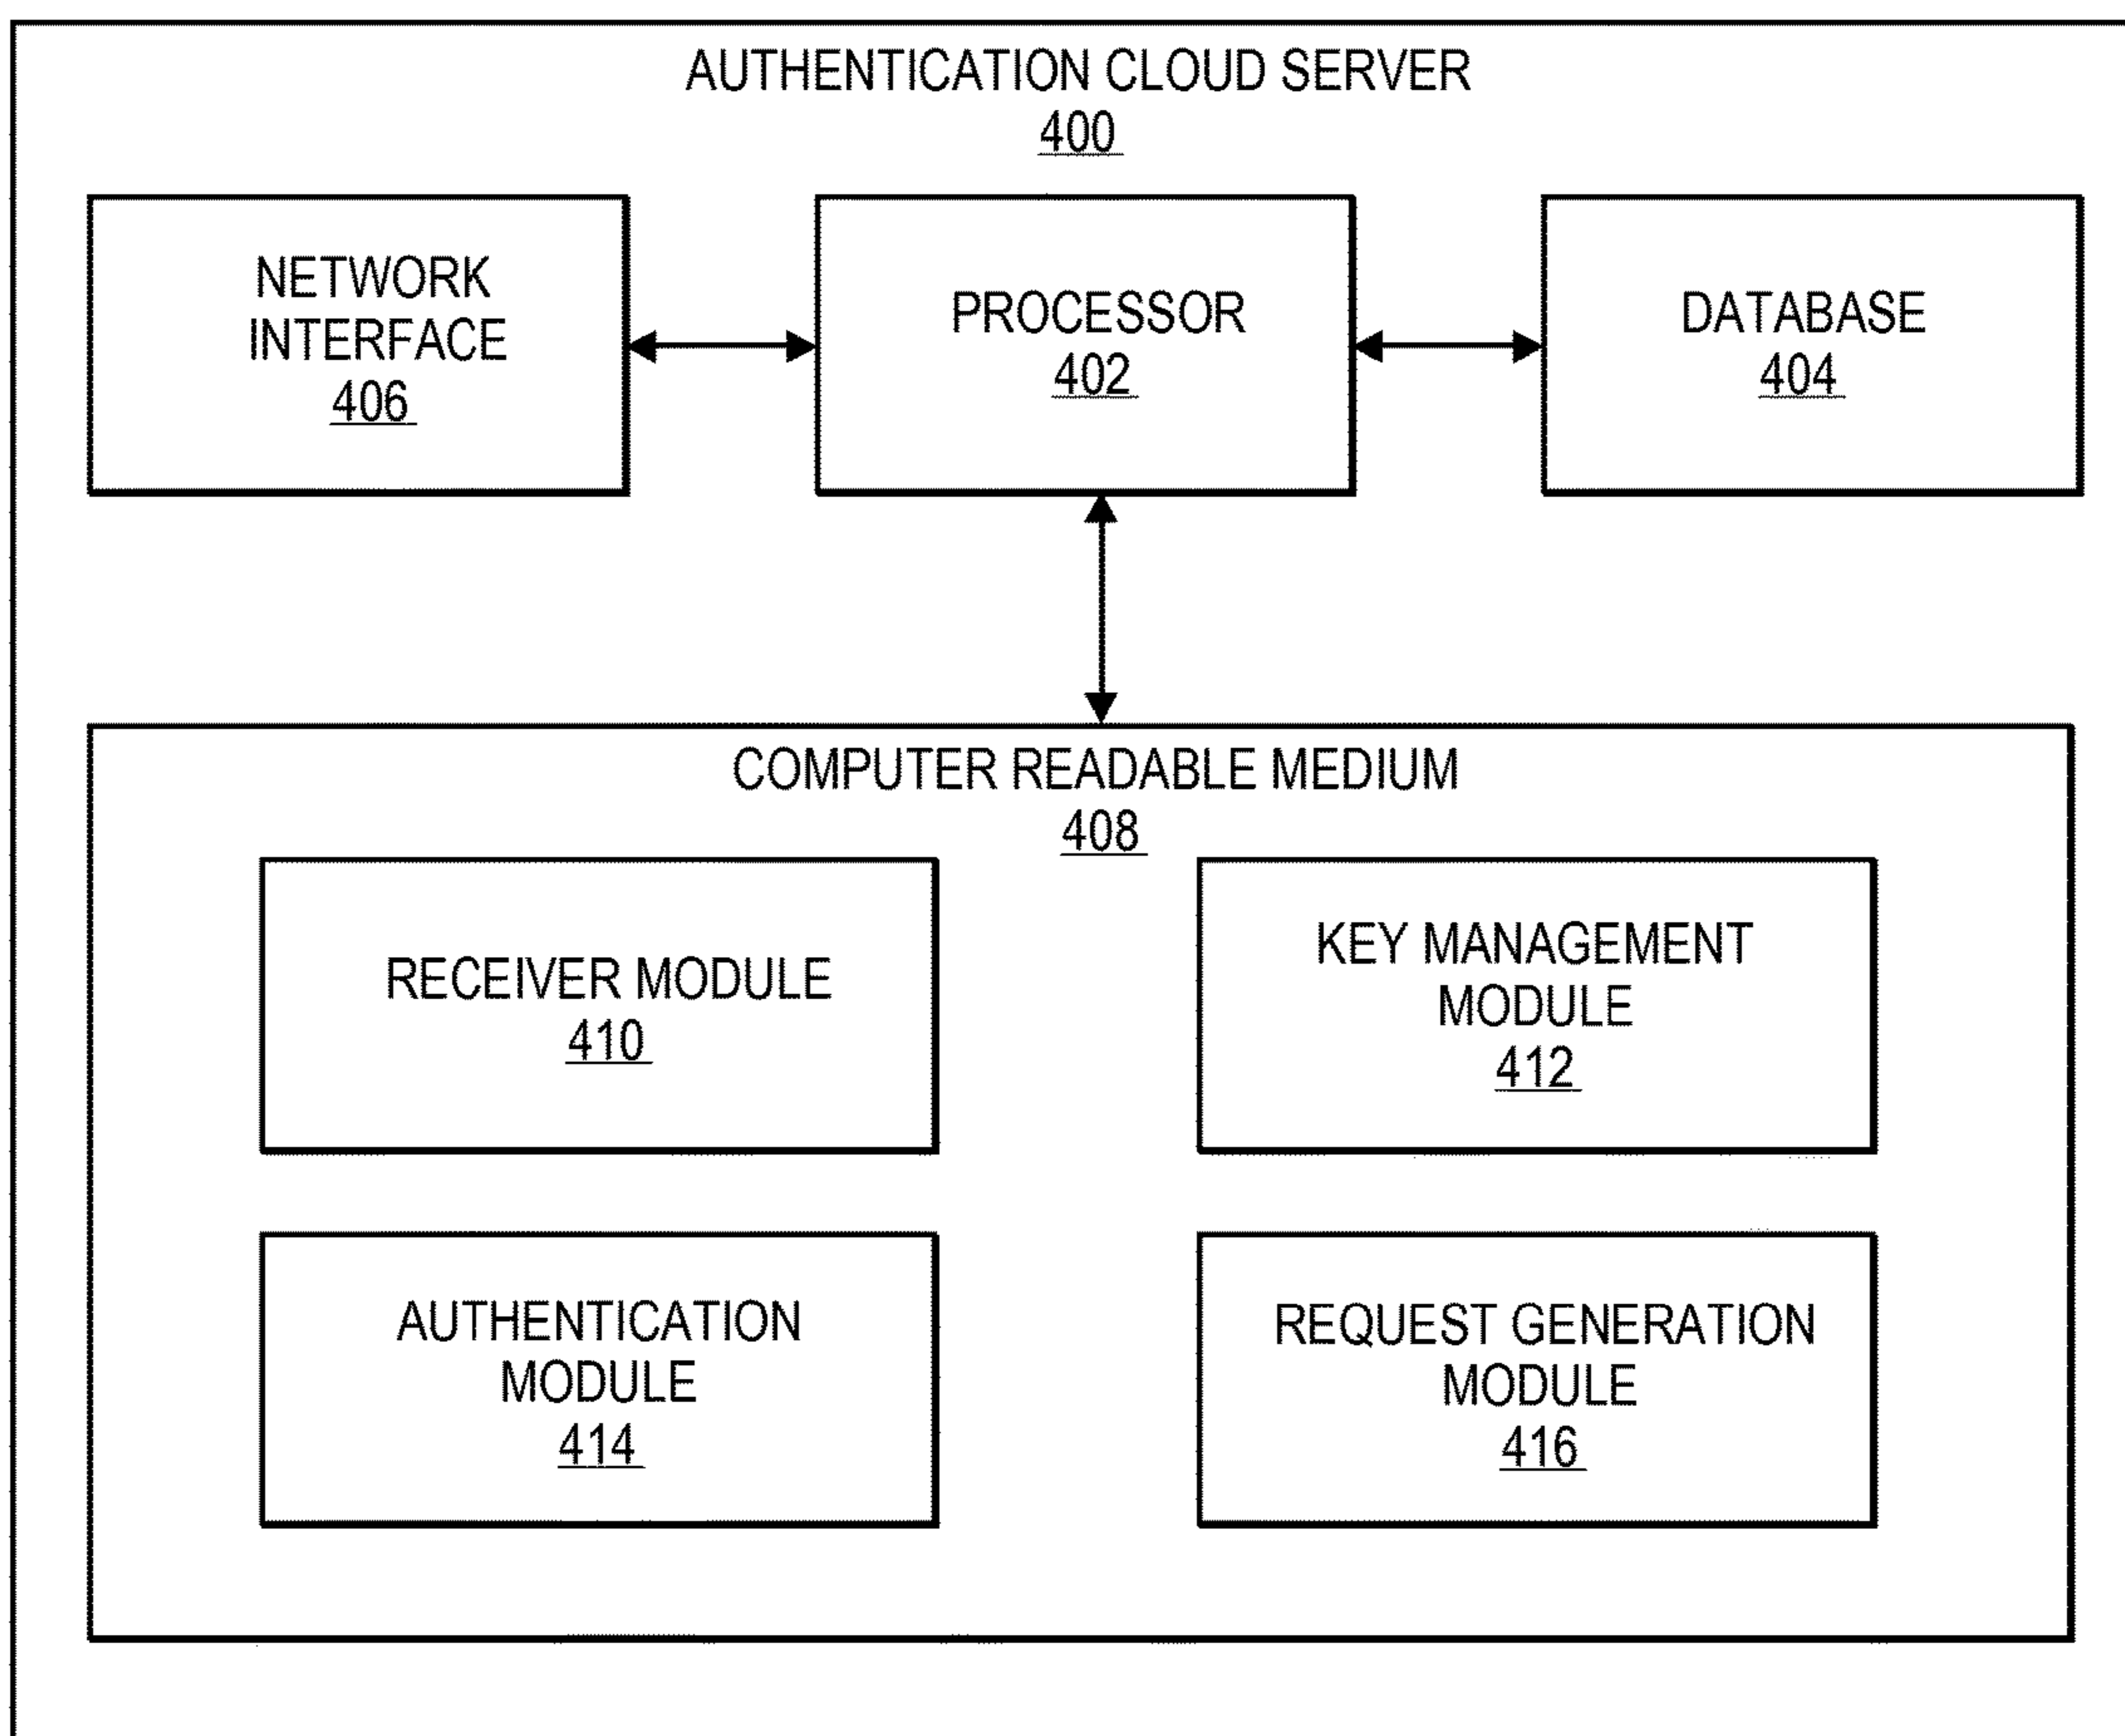 AUTHENTICATION CLOUD SERVER
400
NETWORK
INTERFACE
406
PROCESSOR
402
DATABASE
404
COMPUTER READABLE MEDIUM
408
RECEIVER MODULE
410
KEY MANAGEMENT
MODULE
412
AUTHENTICATION
MODULE
414
REQUEST GENERATION
MODULE
416